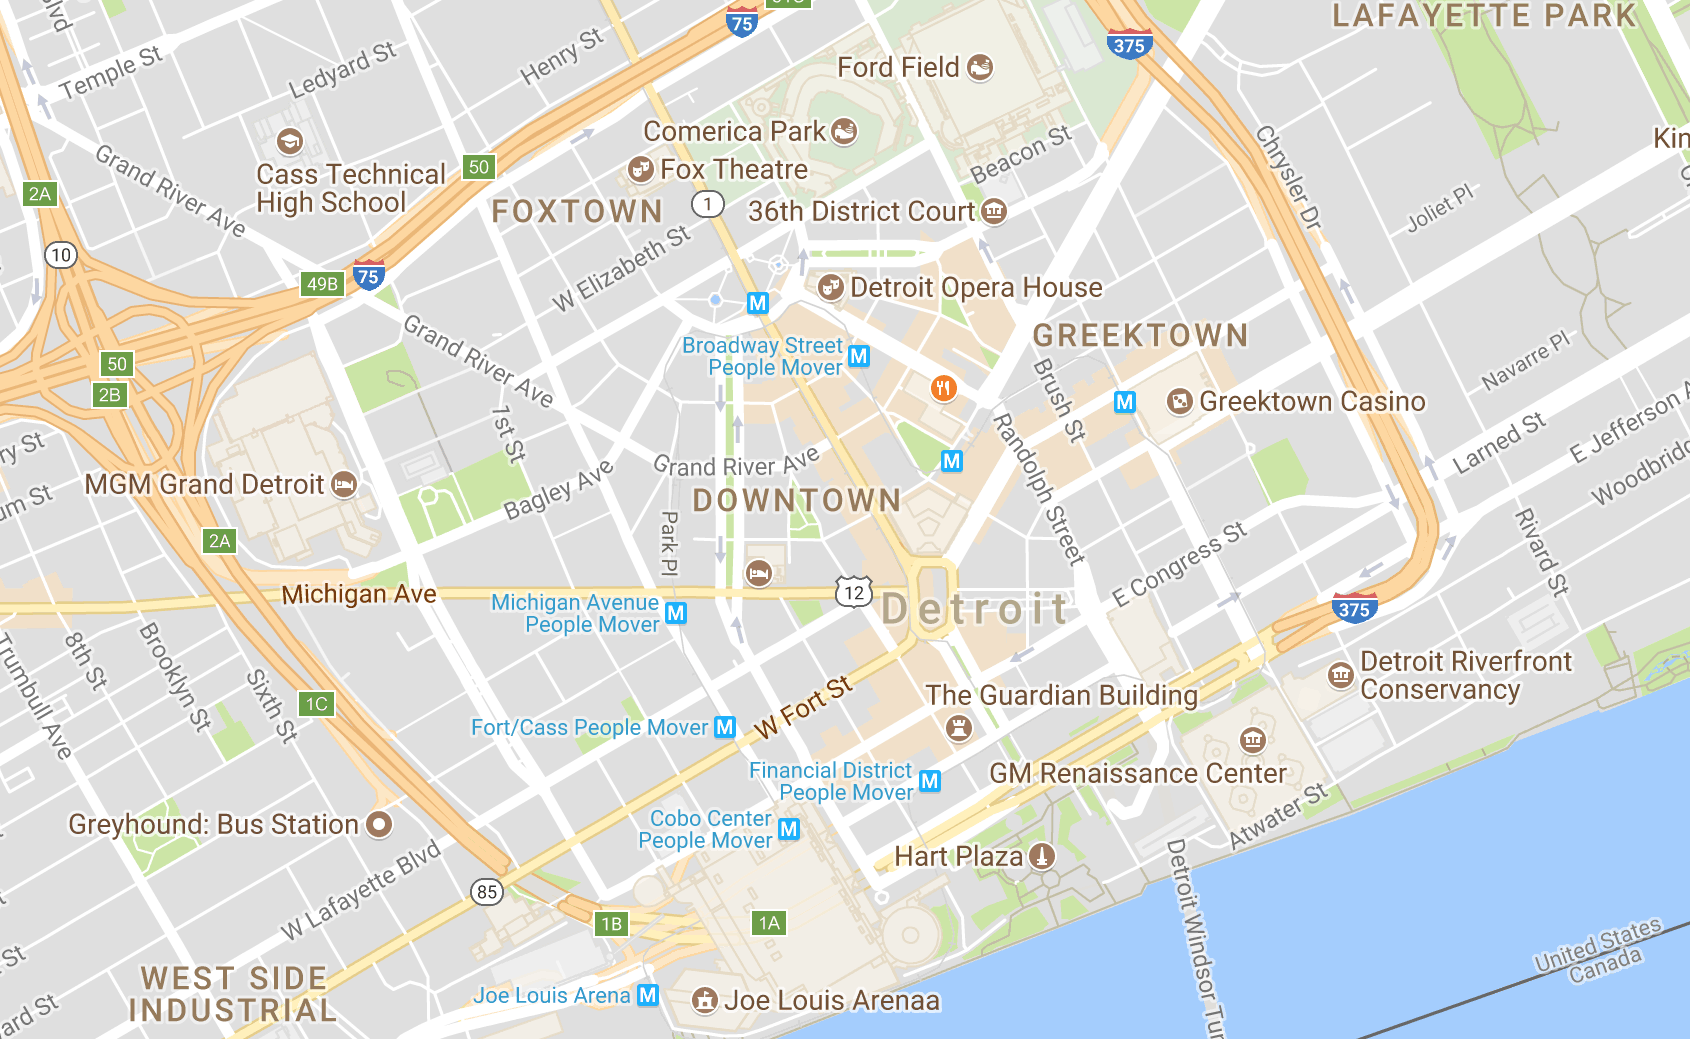 LAFAYETTE PARK
75
375
Temple St
Ledyard St
Henry St
Ford Field
Comerica Park
Fox Theatre
Beacon St
Chrysler Dr
Grand River Ave
Cass Technical
High School
50
2A
FOXTOWN
1
36th District Court
Joliet Pl
10
49B
75
W Elizabeth St
Detroit Opera House
M
GREEKTOWN
Grand River Ave
Broadway Street
People Mover
M
50
2B
Brush St
M
Greektown Casino
Navarre Pl
1st St
Randolph Street
Larned St
E Jefferson A
MGM Grand Detroit
Bagley Ave
Grand River Ave
M
DOWNTOWN
Park Pl
Rivard St
2A
E Congress St
Michigan Ave
12
Detroit
375
Michigan Avenue
People Mover
M
Trumbull Ave
8th St
Brooklyn St
Sixth St
1C
Detroit Riverfront
Conservancy
The Guardian Building
W Fort St
Fort/Cass People Mover
M
Financial District
People Mover
M
GM Renaissance Center
Atwater St
Greyhound: Bus Station
Cobo Center
People Mover
M
Hart Plaza
W Lafayette Blvd
85
1B
1A
Detroit Windsor Tun
United States
Canada
WEST SIDE
INDUSTRIAL
Joe Louis Arena
M
Joe Louis Arenaa